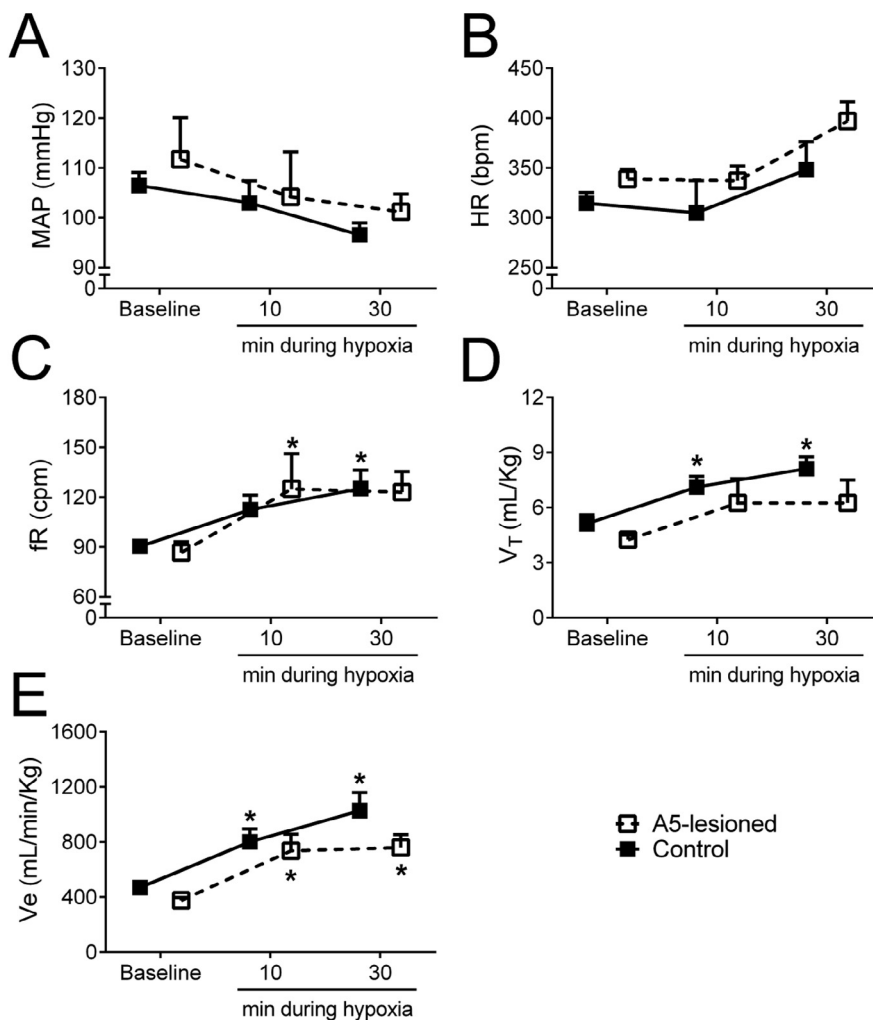 A
MAP (mmHg)
130
120
110
100
90
0
Baseline
10
30
min during hypoxia
B
HR (bpm)
450
400
350
300
250
0
Baseline
10
30
min during hypoxia
C
fR (cpm)
180
150
120
90
60
0
*
*
Baseline
10
30
min during hypoxia
D
VT (mL/Kg)
12
9
6
3
0
*
*
Baseline
10
30
min during hypoxia
E
Ve (mL/min/Kg)
1600
1200
800
400
0
*
*
*
*
Baseline
10
30
min during hypoxia
A5-lesioned
Control